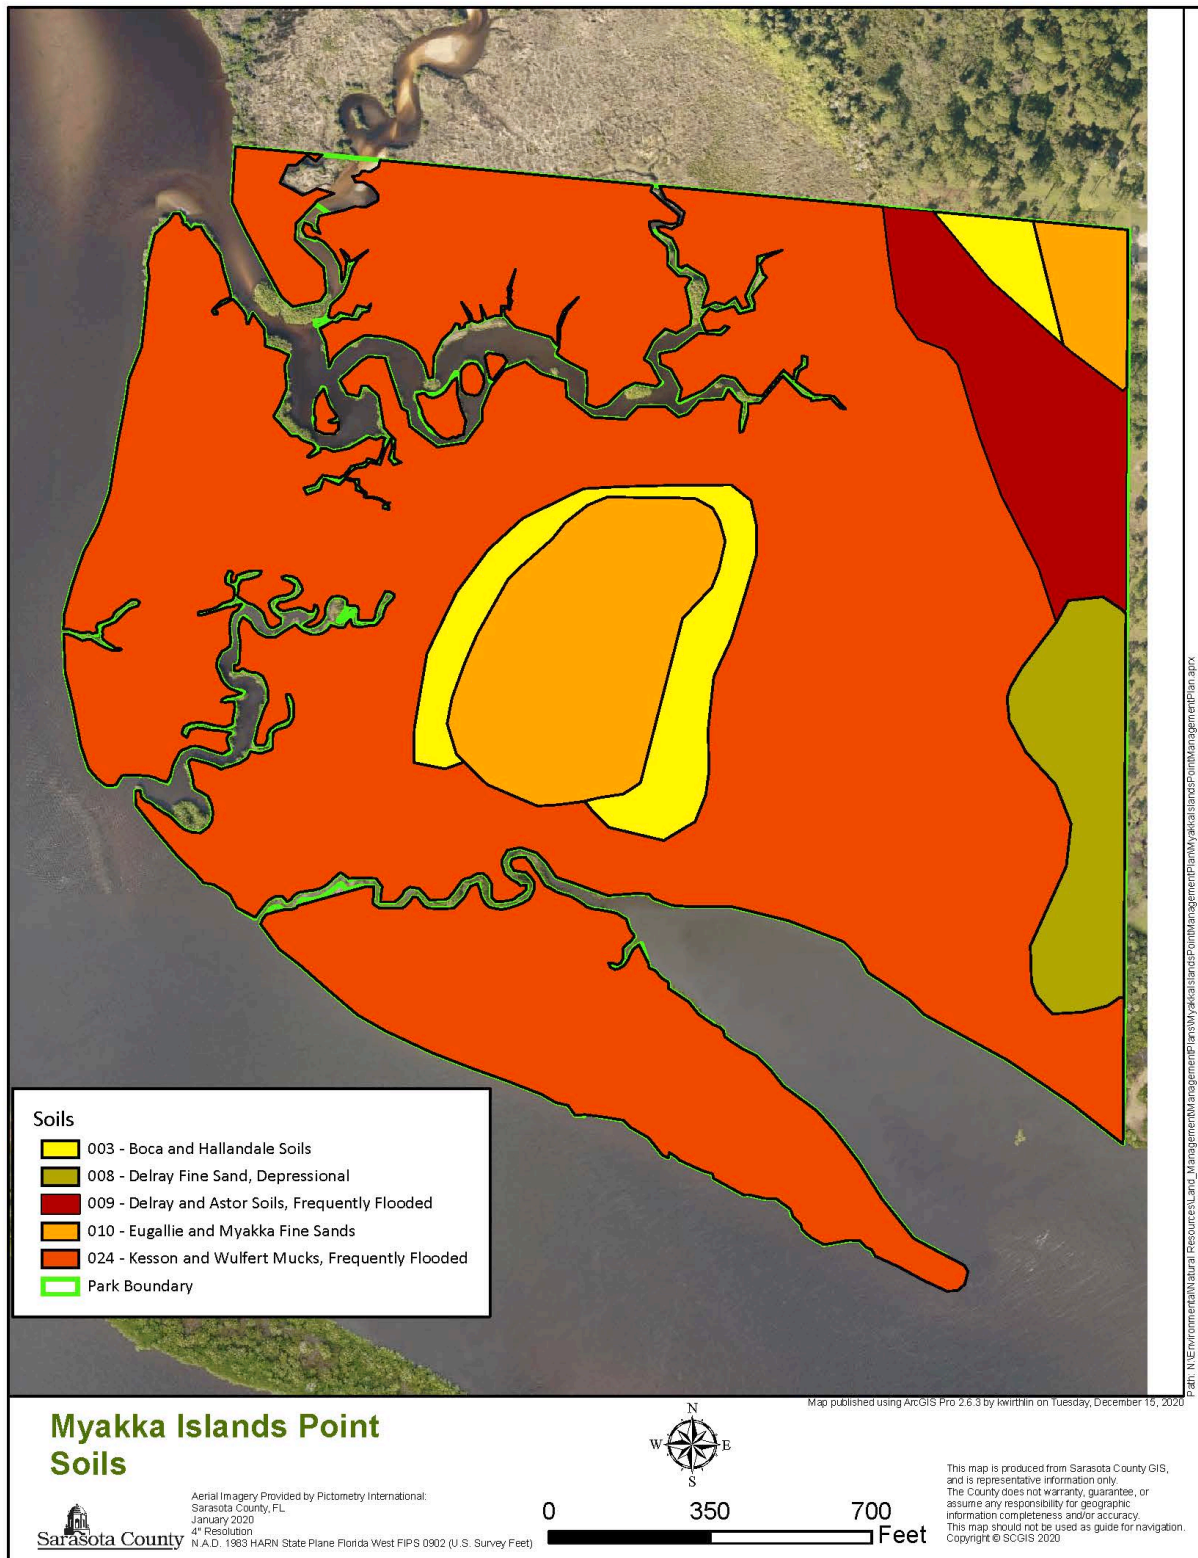 Soils
003 - Boca and Hallandale Soils
008 - Delray Fine Sand, Depressional
009 - Delray and Astor Soils, Frequently Flooded
010 - Eugallie and Myakka Fine Sands
024 - Kesson and Wulfert Mucks, Frequently Flooded
Park Boundary
Path: N:\Environmental\Natural Resources\Land_Management\ManagementPlans\MyakkaIslandsPointManagementPlan\MyakkaIslandsPointManagementPlan.aprx
Map published using ArcGIS Pro 2.6.3 by kwirthlin on Tuesday, December 15, 2020
Myakka Islands Point
Soils
N
W E
S
Sarasota County
Aerial Imagery Provided by Pictometry International:
Sarasota County, FL
January 2020
4" Resolution
N.A.D. 1983 HARN State Plane Florida West FIPS 0902 (U.S. Survey Feet)
0 350 700
Feet
This map is produced from Sarasota County GIS,
and is representative information only.
The County does not warranty, guarantee, or
assume any responsibility for geographic
information completeness and/or accuracy.
This map should not be used as guide for navigation.
Copyright © SCGIS 2020